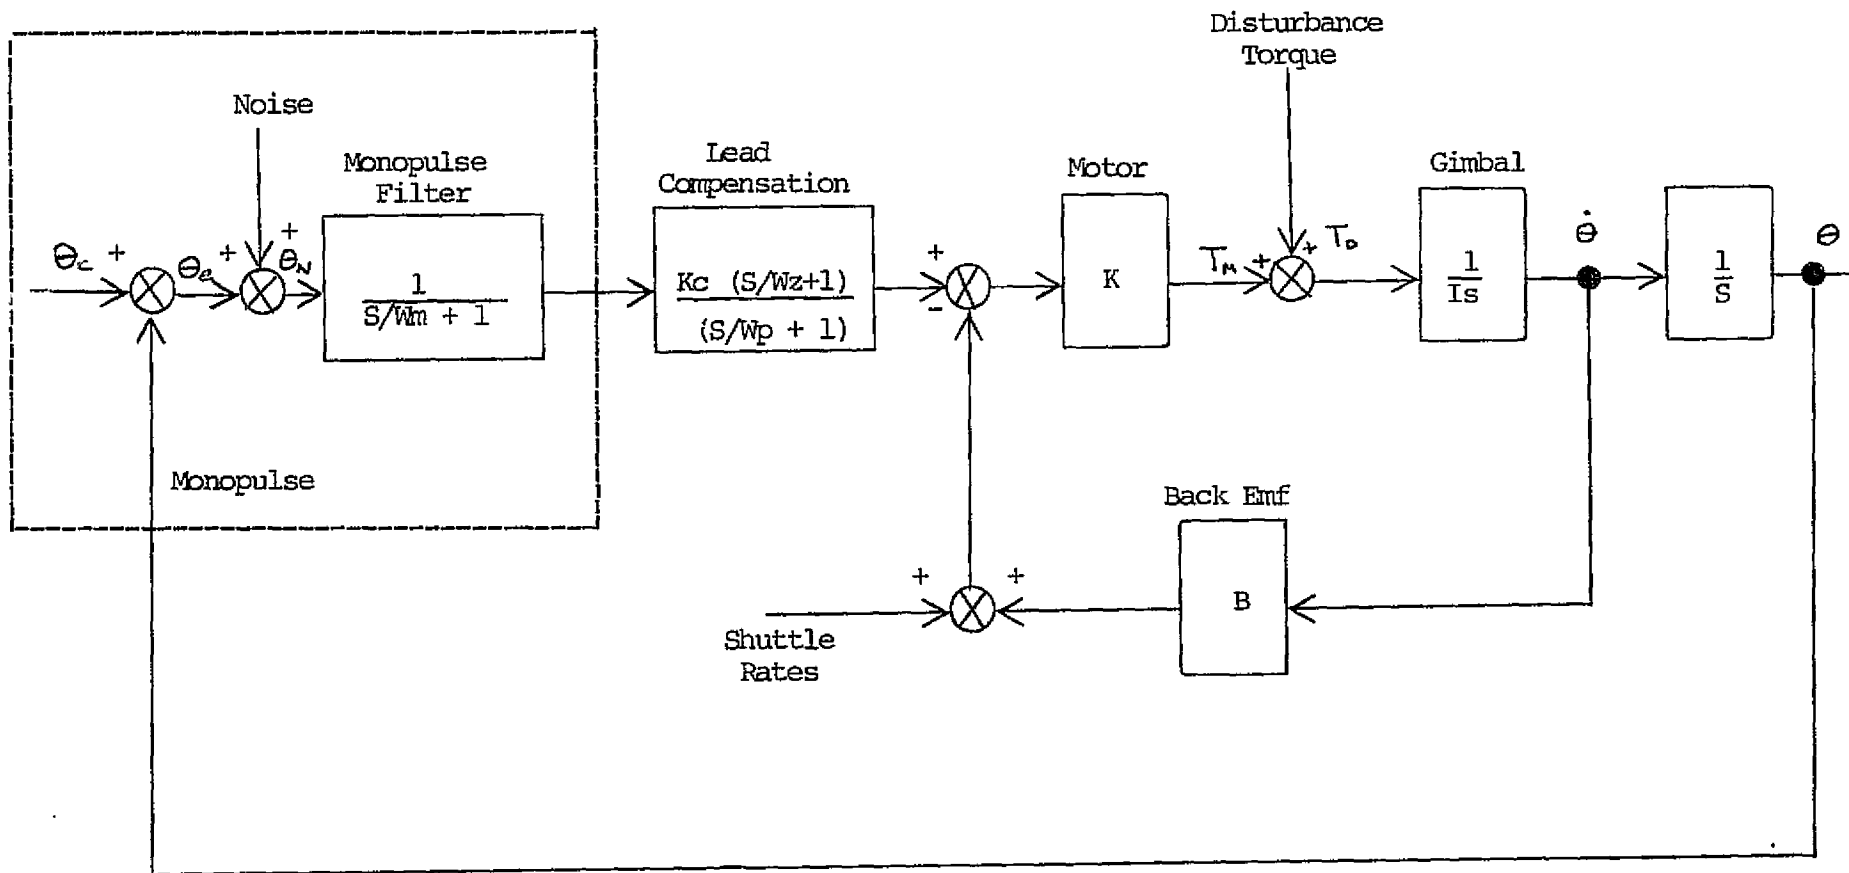 Disturbance
Torque
Noise
Monopulse
Filter
Lead
Compensation
Motor
Gimbal
θc +
θe
+
+
θN
1
S/Wm + 1
Kc (S/Wz+1)
(S/Wp + 1)
+
-
K
TM +
+ TD
1
Is
θ̇
1
S
θ
Monopulse
Back Emf
B
+
+
Shuttle
Rates